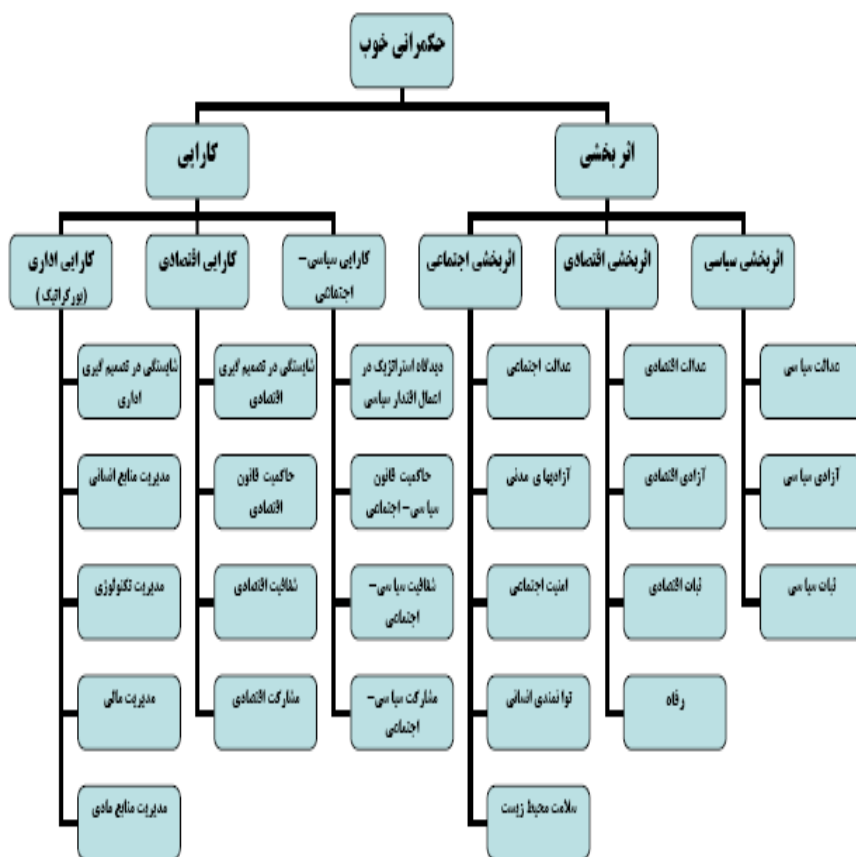 حکمرانی خوب
اثر بخشی
کارایی
اثربخشی سیاسی
اثربخشی اقتصادی
اثربخشی اجتماعی
کارایی سیاسی-
اجتماعی
کارایی اقتصادی
کارایی اداری
(بورکراتیک)
عدالت سیاسی
عدالت اقتصادی
عدالت اجتماعی
دیدگاه استراتژیک در
اعمال اقتدار سیاسی
شایستگی در تصمیم گیری
اقتصادی
شایستگی در تصمیم گیری
اداری
آزادی سیاسی
آزادی اقتصادی
آزادیهای مدنی
حاکمیت قانون
سیاسی- اجتماعی
حاکمیت قانون
اقتصادی
مدیریت منابع انسانی
ثبات سیاسی
ثبات اقتصادی
امنیت اجتماعی
شفافیت سیاسی-
اجتماعی
شفافیت اقتصادی
مدیریت تکنولوژی
رفاه
توانمندی انسانی
مشارکت سیاسی-
اجتماعی
مشارکت اقتصادی
مدیریت مالی
سلامت محیط زیست
مدیریت منابع مادی